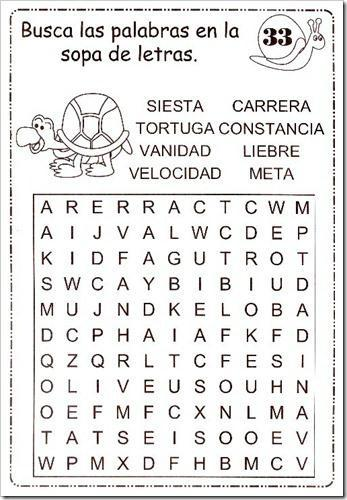 Busca las palabras en la
sopa de letras.
33
SIESTA CARRERA
TORTUGA CONSTANCIA
VANIDAD LIEBRE
VELOCIDAD META
A R E R R A C T C W M
A I J V A L W C D E P
K I D F A G U T R O T
S W C A Y B I B I U D
M U J N D K E L O B A
D C P H A I A F K F D
Q Z Q R L T C F E S I
O L I V E U S O U H N
O E F M F C X N L M A
T A T S E I S O O E V
W P M X D F H B M C V